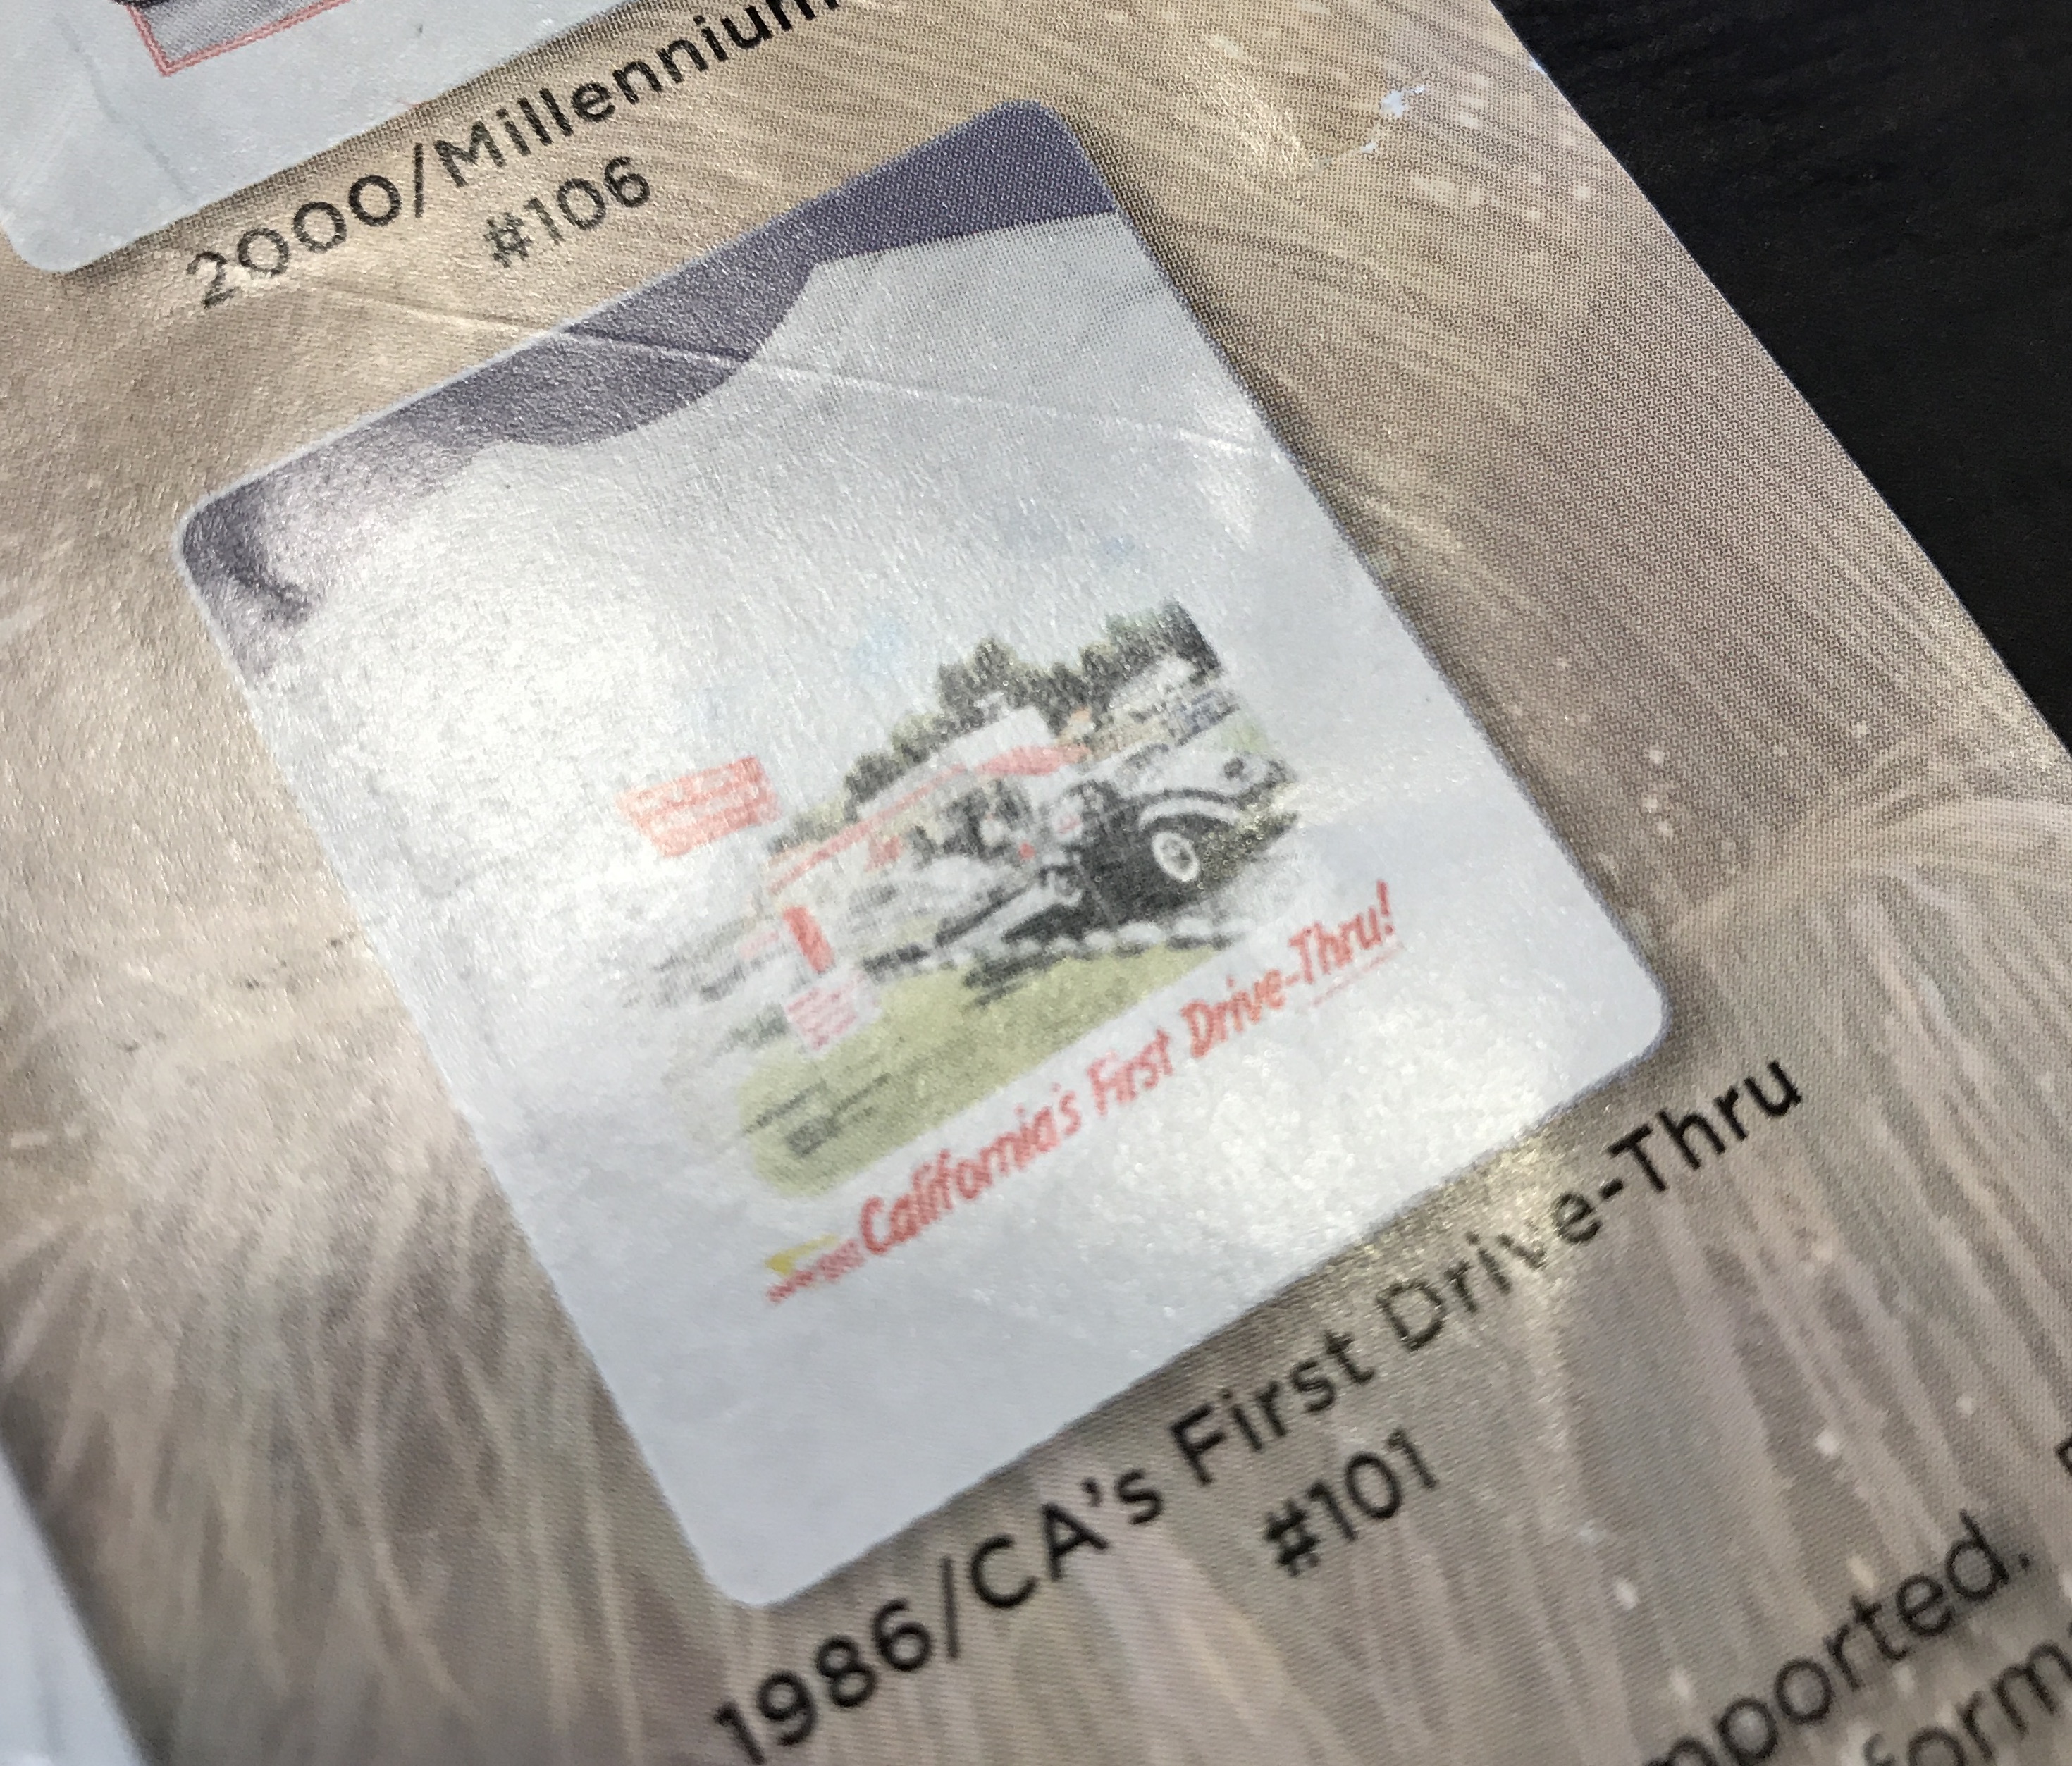 2000/Millennium
#106
California's First Drive-Thru!
1986/CA's First Drive-Thru
#101
mported.
form